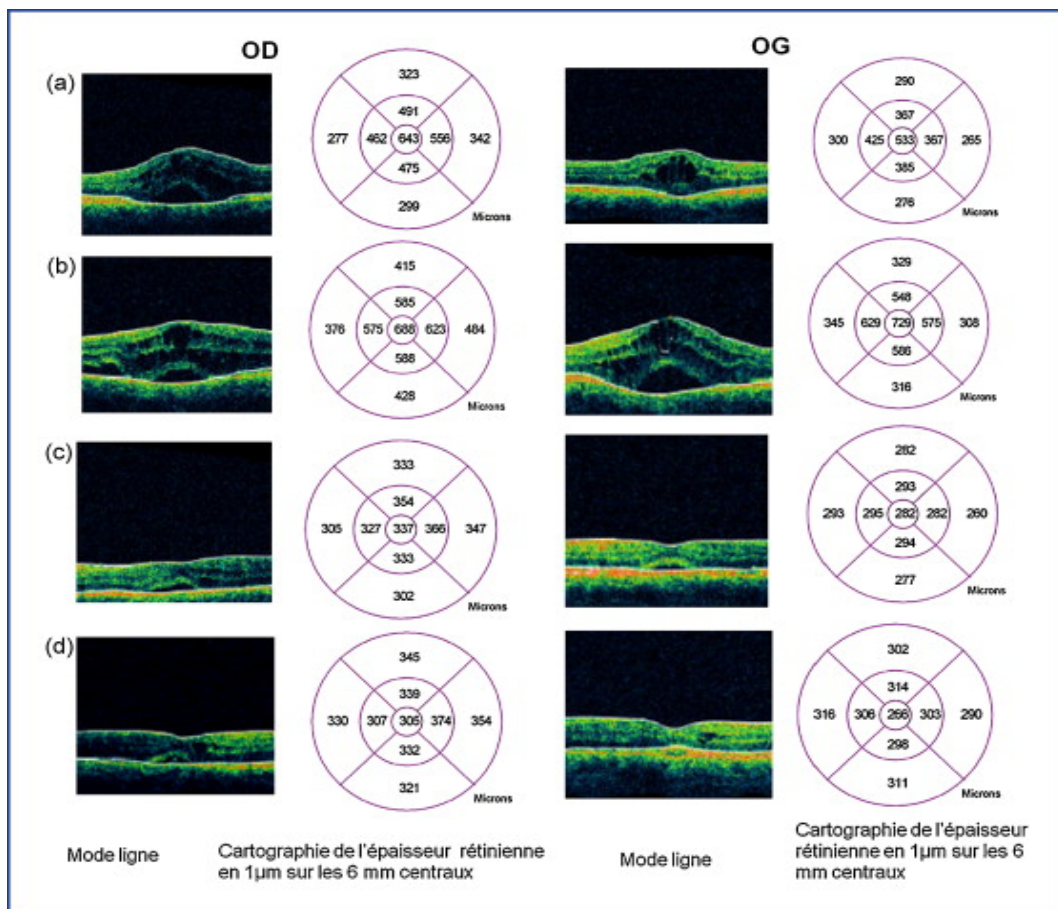 OD
OG
(a)
323
491
277 462 643 556 342
475
299
Microns
290
367
300 425 533 367 265
385
276
Microns
(b)
415
585
376 575 688 623 484
588
428
Microns
329
548
345 629 729 575 308
586
316
Microns
(c)
333
354
305 327 337 366 347
333
302
Microns
282
293
293 295 282 282 260
294
277
Microns
(d)
345
339
330 307 305 374 354
332
321
Microns
302
314
316 306 266 303 290
298
311
Microns
Mode ligne
Cartographie de l'épaisseur rétinienne
en 1µm sur les 6 mm centraux
Mode ligne
Cartographie de l'épaisseur
rétinienne en 1µm sur les 6
mm centraux